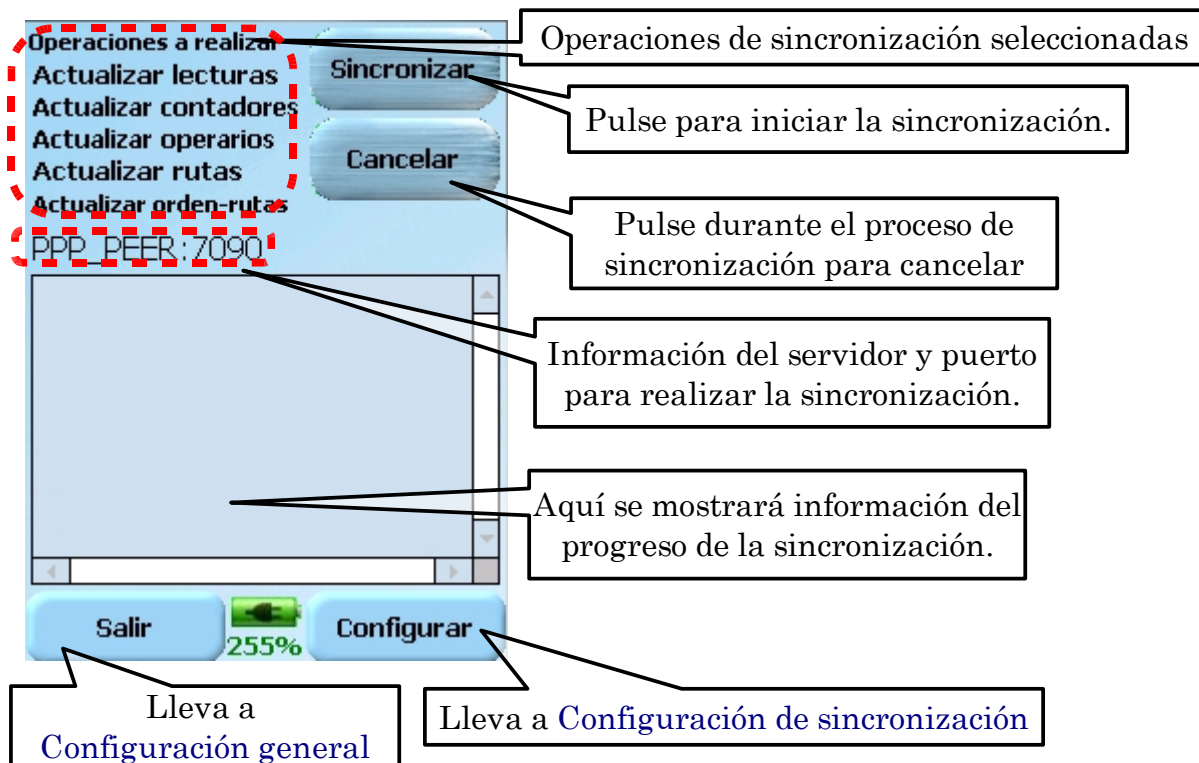 Operaciones a realizar
Actualizar lecturas
Actualizar contadores
Actualizar operarios
Actualizar rutas
Actualizar orden-rutas
PPP_PEER:7090
Sincronizar
Cancelar
Operaciones de sincronización seleccionadas
Pulse para iniciar la sincronización.
Pulse durante el proceso de
sincronización para cancelar
Información del servidor y puerto
para realizar la sincronización.
Aquí se mostrará información del
progreso de la sincronización.
Salir
255%
Configurar
Lleva a
Configuración general
Lleva a Configuración de sincronización